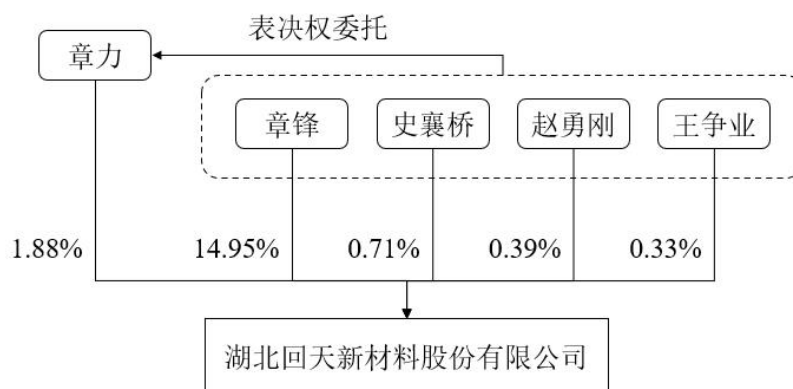 表决权委托
章力
章锋
史襄桥
赵勇刚
王争业
1.88%
14.95%
0.71%
0.39%
0.33%
湖北回天新材料股份有限公司